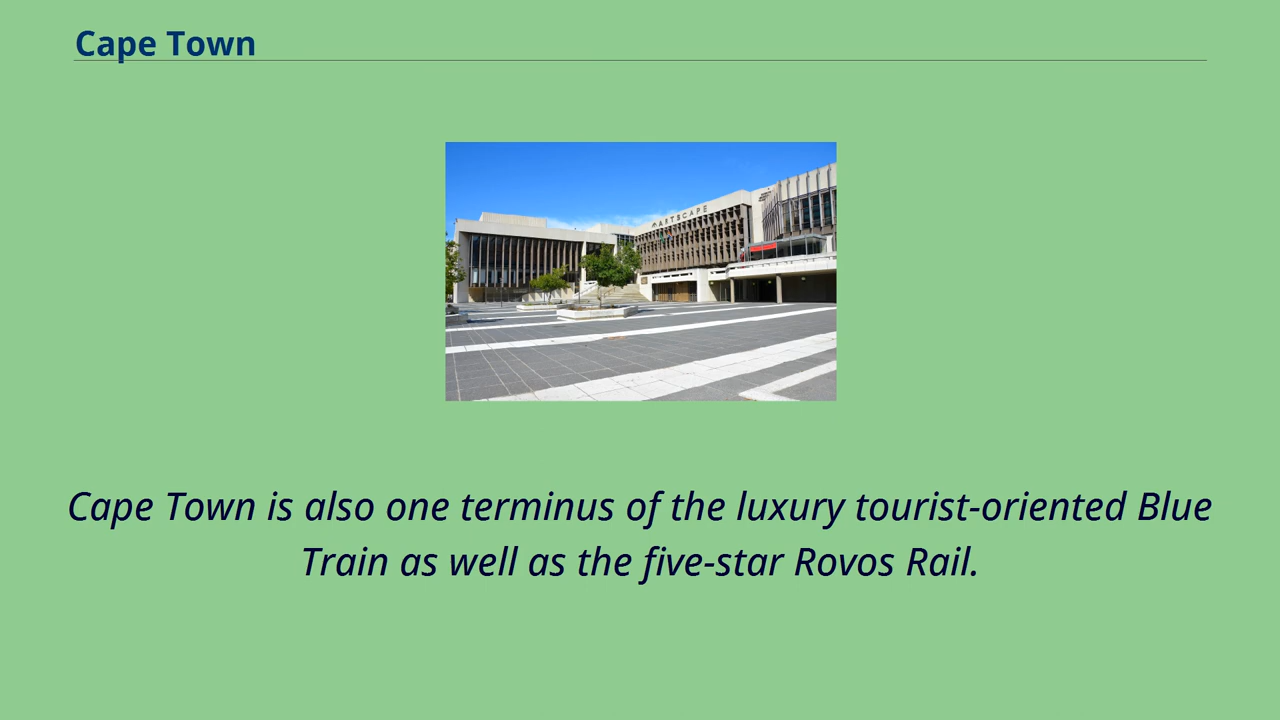 Cape Town
ARTSCAPE
Cape Town is also one terminus of the luxury tourist-oriented Blue
Train as well as the five-star Rovos Rail.